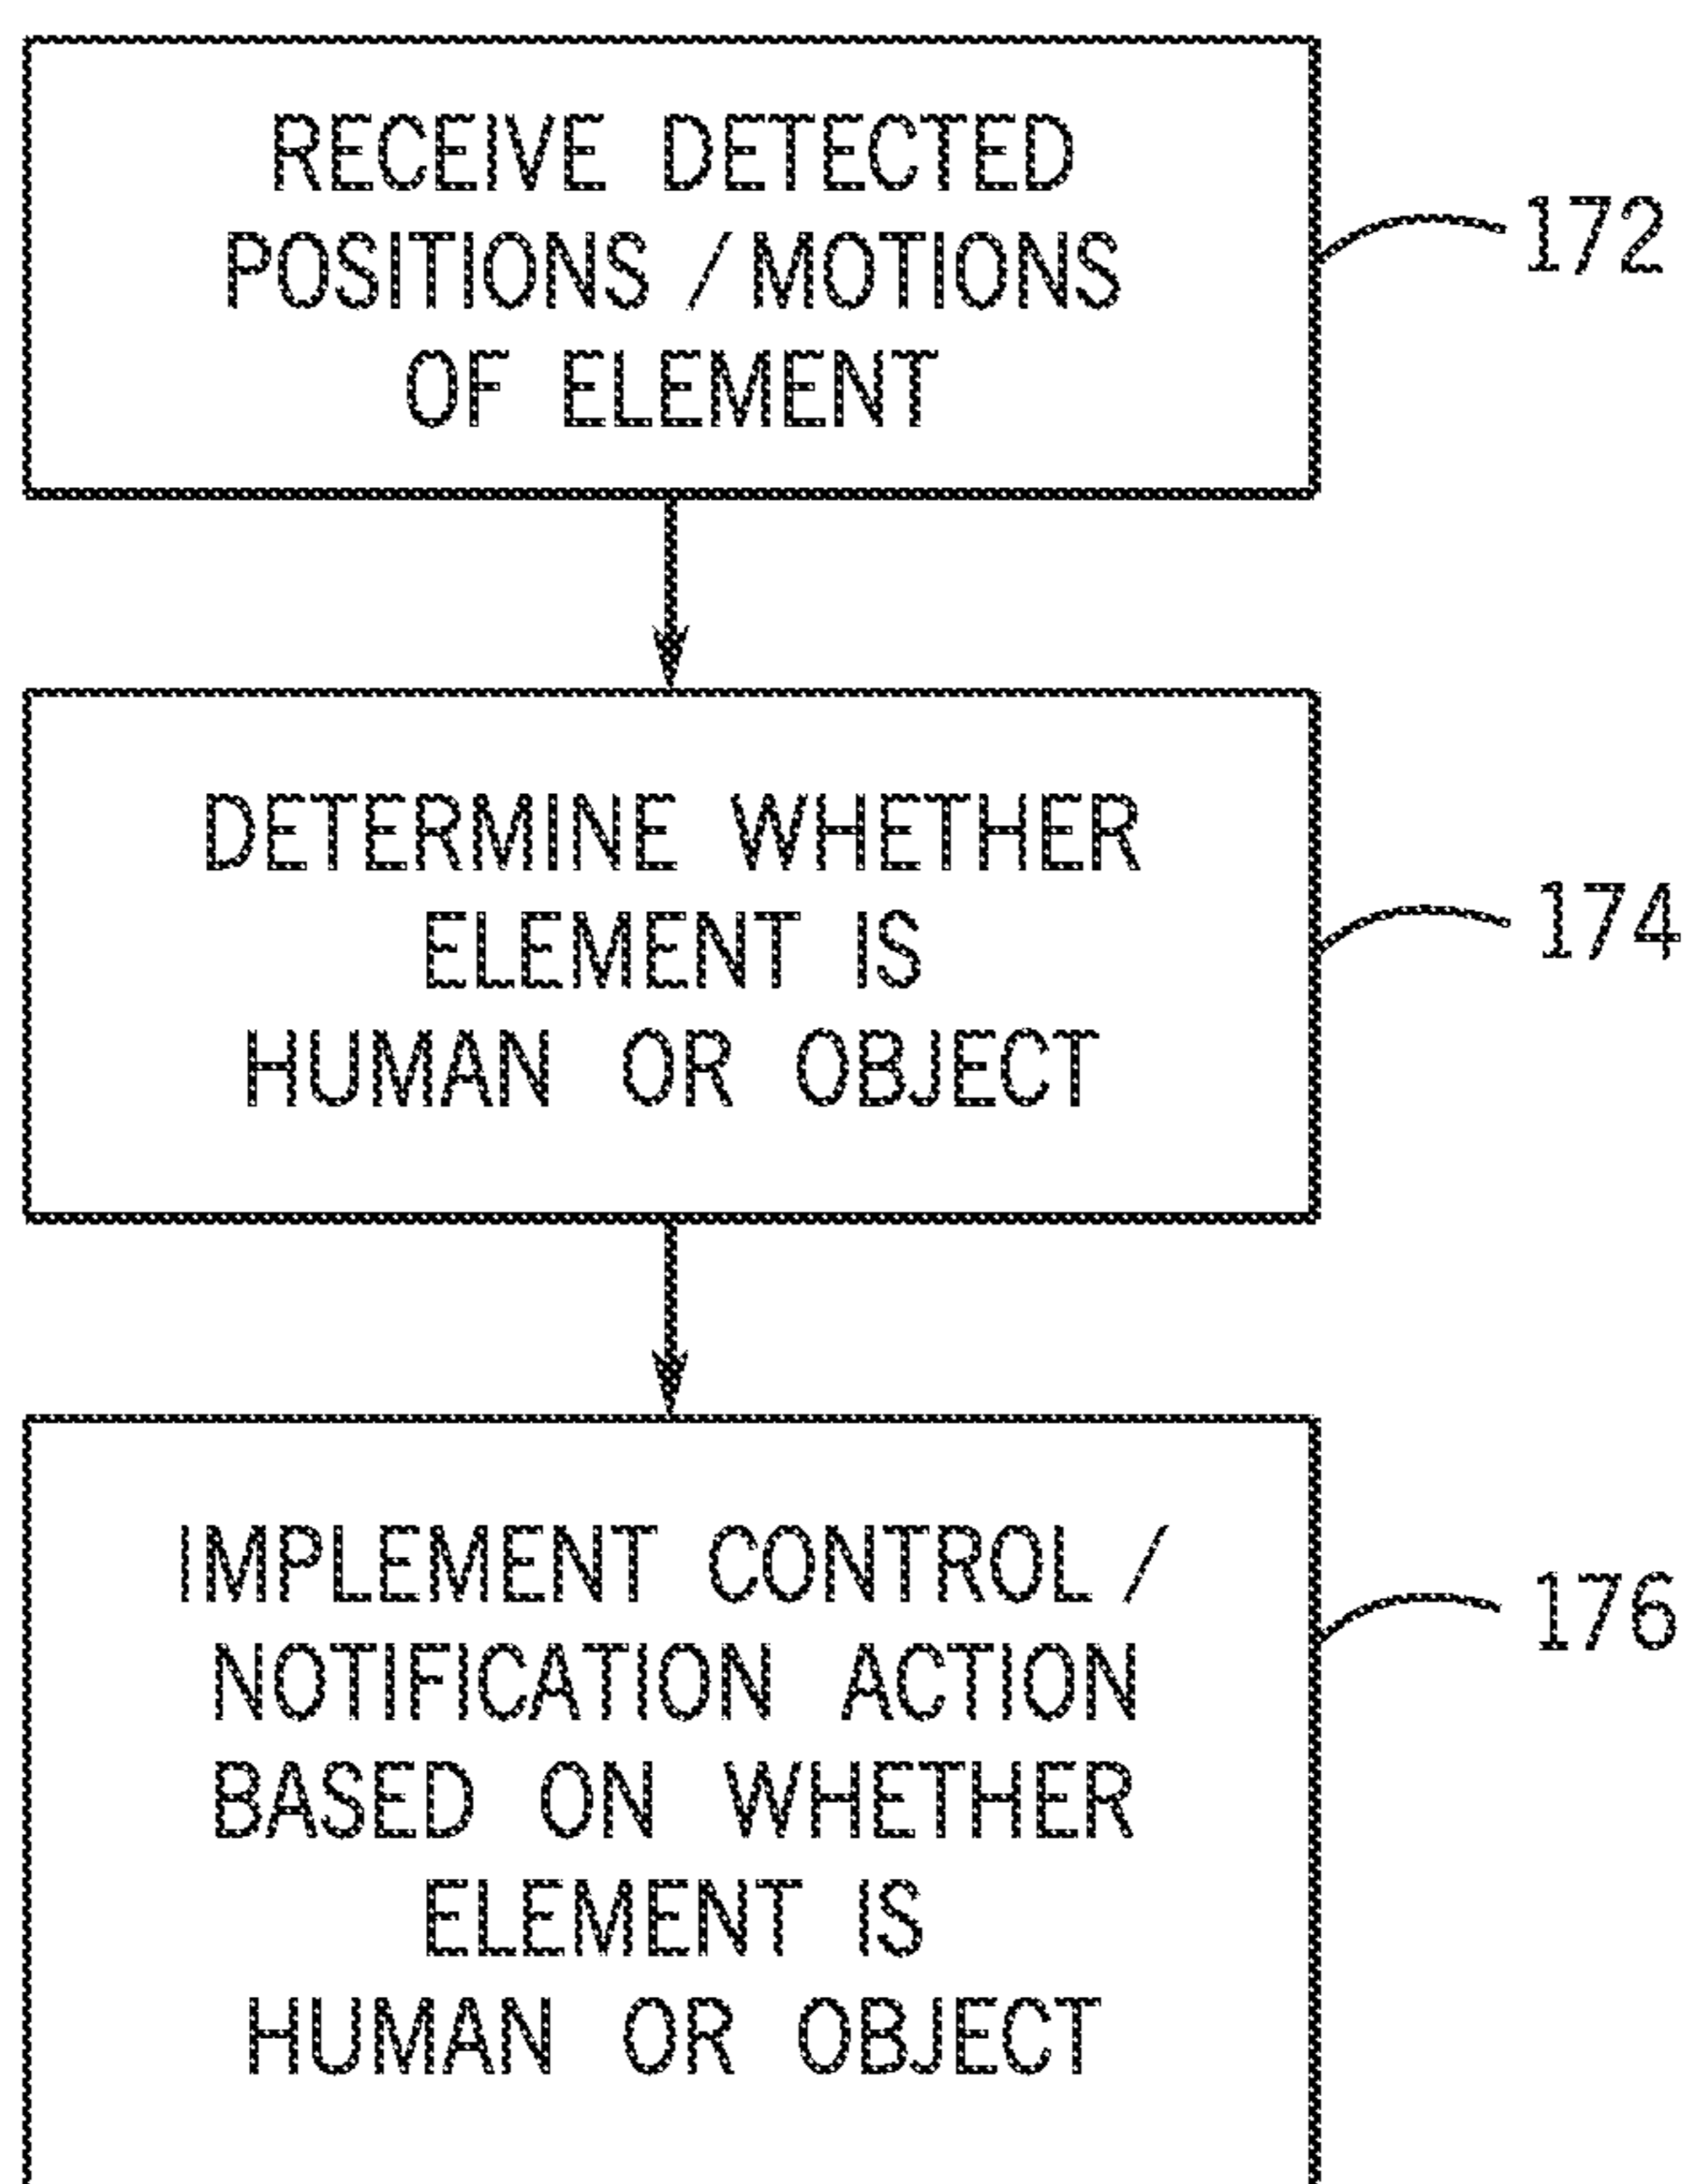 RECEIVE DETECTED
POSITIONS / MOTIONS
OF ELEMENT
172
DETERMINE WHETHER
ELEMENT IS
HUMAN OR OBJECT
174
IMPLEMENT CONTROL /
NOTIFICATION ACTION
BASED ON WHETHER
ELEMENT IS
HUMAN OR OBJECT
176